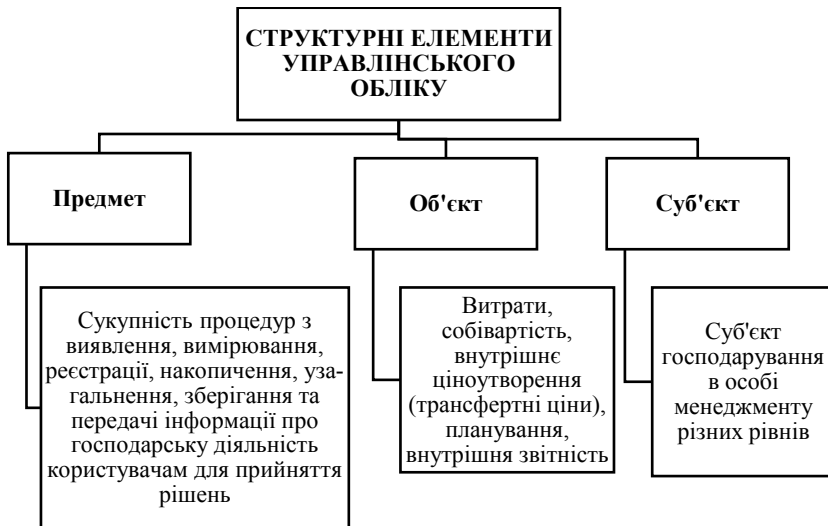 СТРУКТУРНІ ЕЛЕМЕНТИ
УПРАВЛІНСЬКОГО
ОБЛІКУ
Предмет
Об'єкт
Суб'єкт
Сукупність процедур з
виявлення, вимірювання,
реєстрації, накопичення, уза-
гальнення, зберігання та
передачі інформації про
господарську діяльність
користувачам для прийняття
рішень
Витрати,
собівартість,
внутрішнє
ціноутворення
(трансфертні ціни),
планування,
внутрішня звітність
Суб'єкт
господарування
в особі
менеджменту
різних рівнів